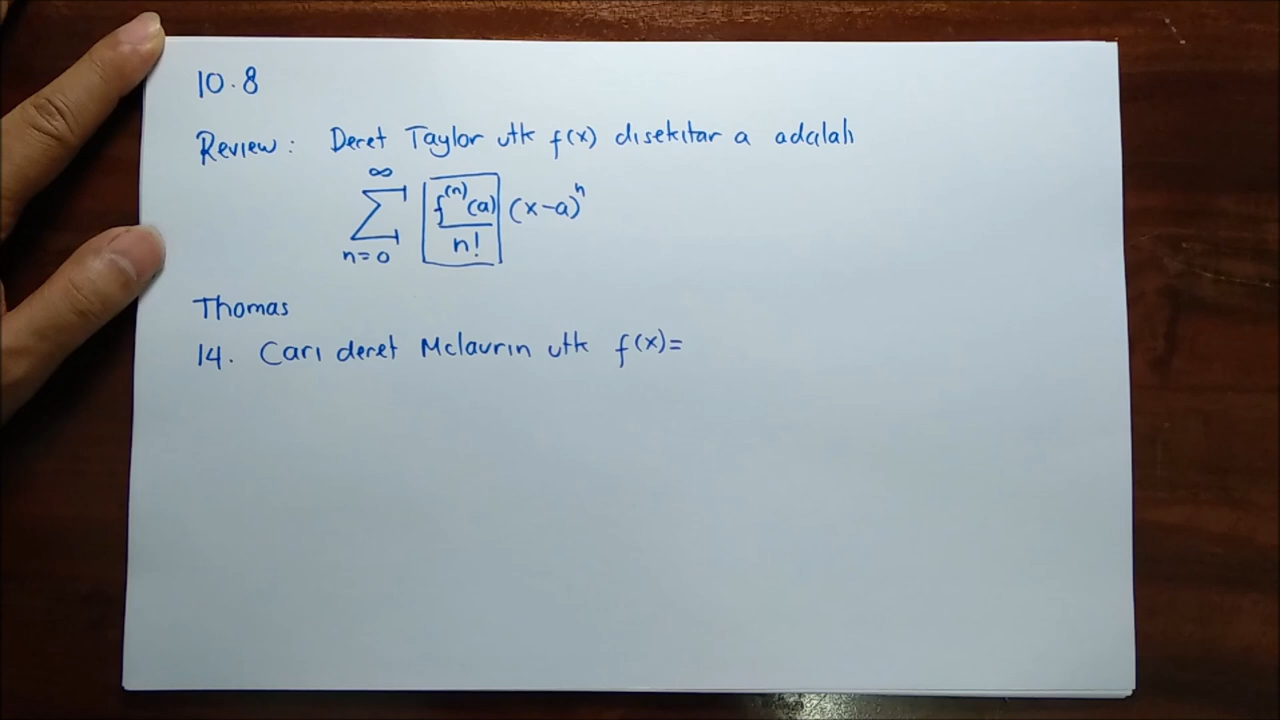 10.8
Review : Deret Taylor utk f(x) disekitar a adalah
∞
∑ f⁽ⁿ⁾(a)/n! (x-a)ⁿ
n=0
Thomas
14. Cari deret Mclaurin utk f(x)=